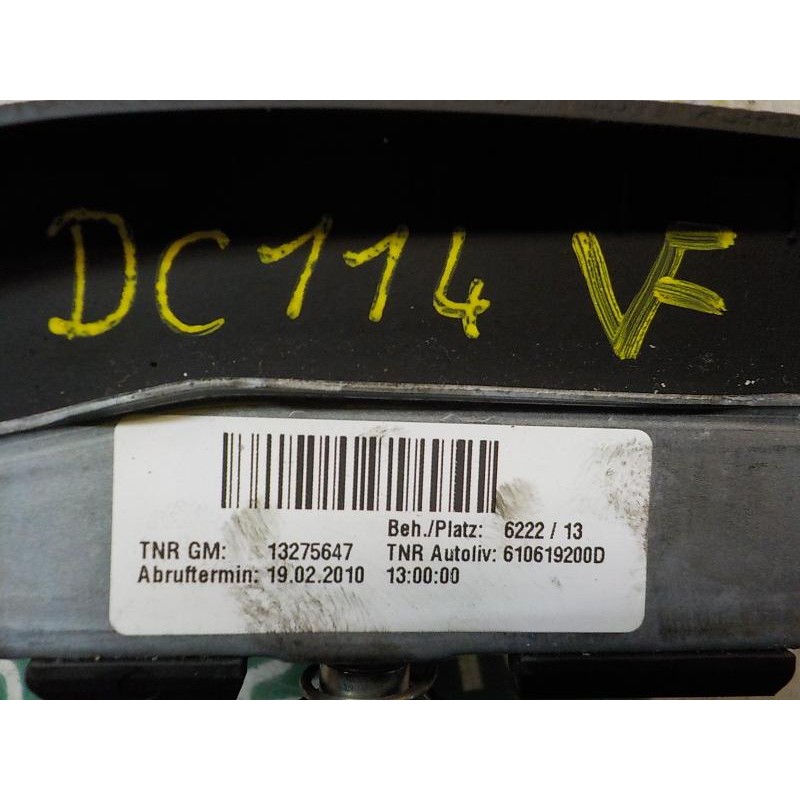 DC114 VF
Beh./Platz: 6222 / 13
TNR GM: 13275647 TNR Autoliv: 610619200D
Abruftermin: 19.02.2010 13:00:00